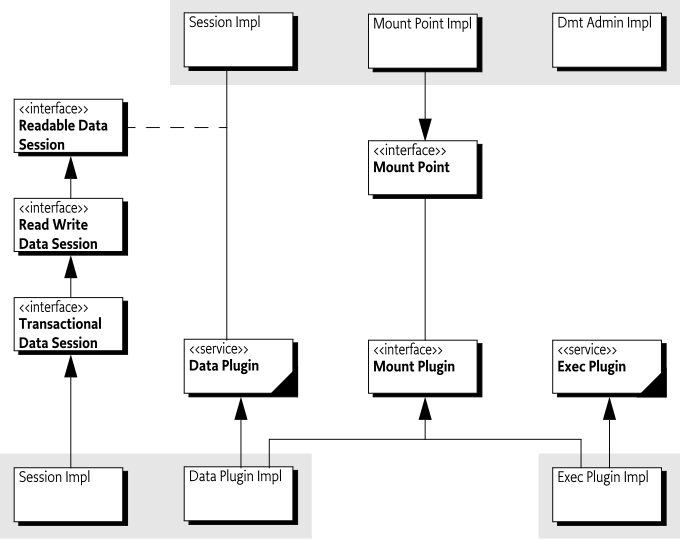 Session Impl
Mount Point Impl
Dmt Admin Impl
<<interface>>
Readable Data
Session
<<interface>>
Mount Point
<<interface>>
Read Write
Data Session
<<interface>>
Transactional
Data Session
<<service>>
Data Plugin
<<interface>>
Mount Plugin
<<service>>
Exec Plugin
Session Impl
Data Plugin Impl
Exec Plugin Impl